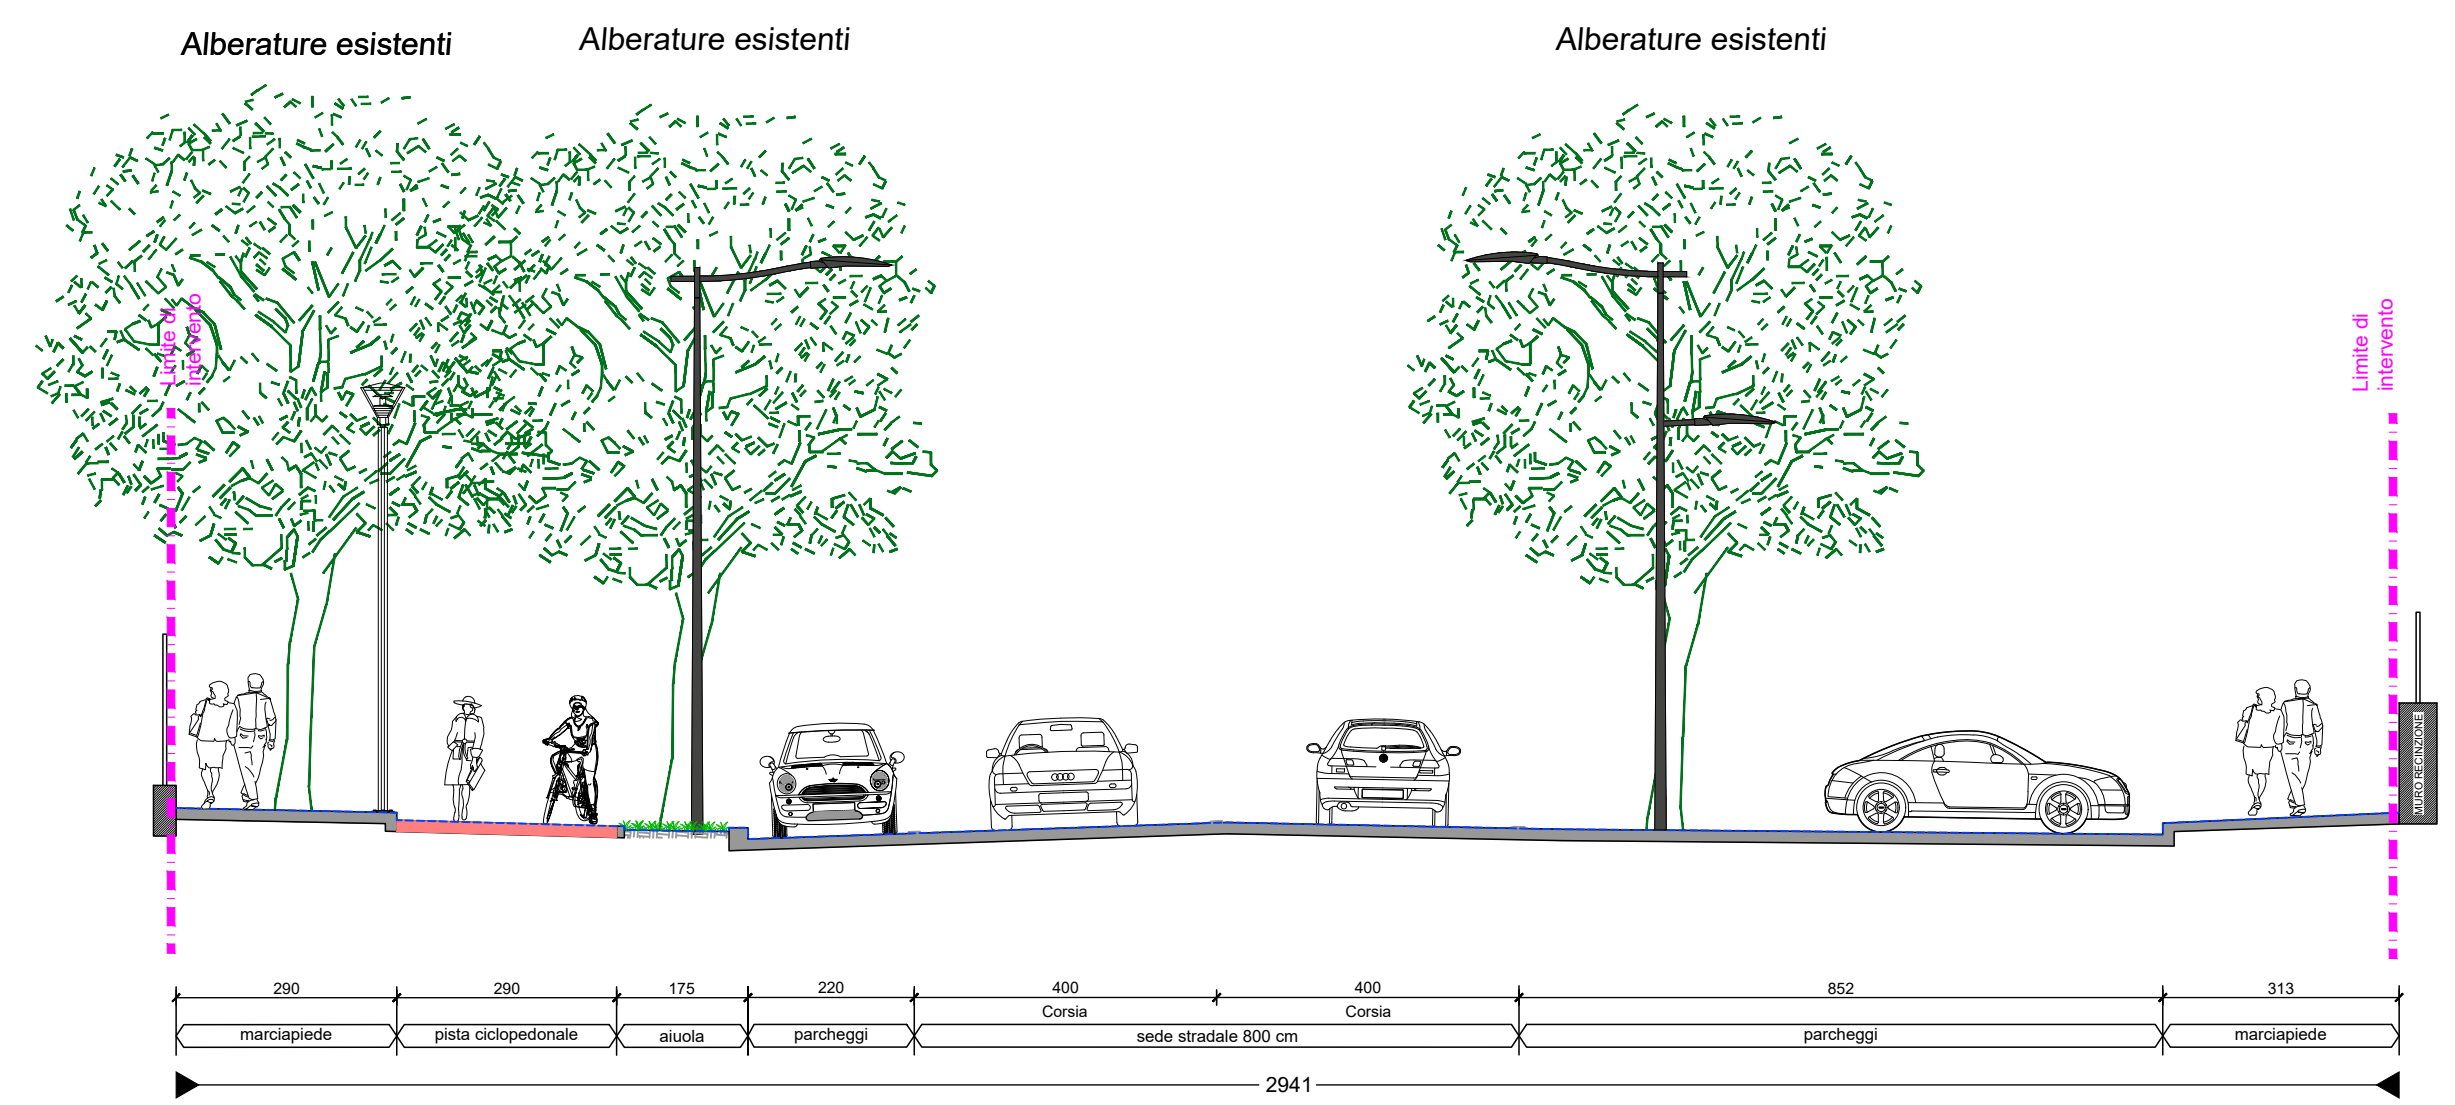 Alberature esistenti
Alberature esistenti
Alberature esistenti
Limite di
intervento
Limite di
intervento
MURO RECINZIONE
290
290
175
220
400
400
852
313
Corsia
Corsia
marciapiede
pista ciclopedonale
aiuola
parcheggi
sede stradale 800 cm
parcheggi
marciapiede
2941